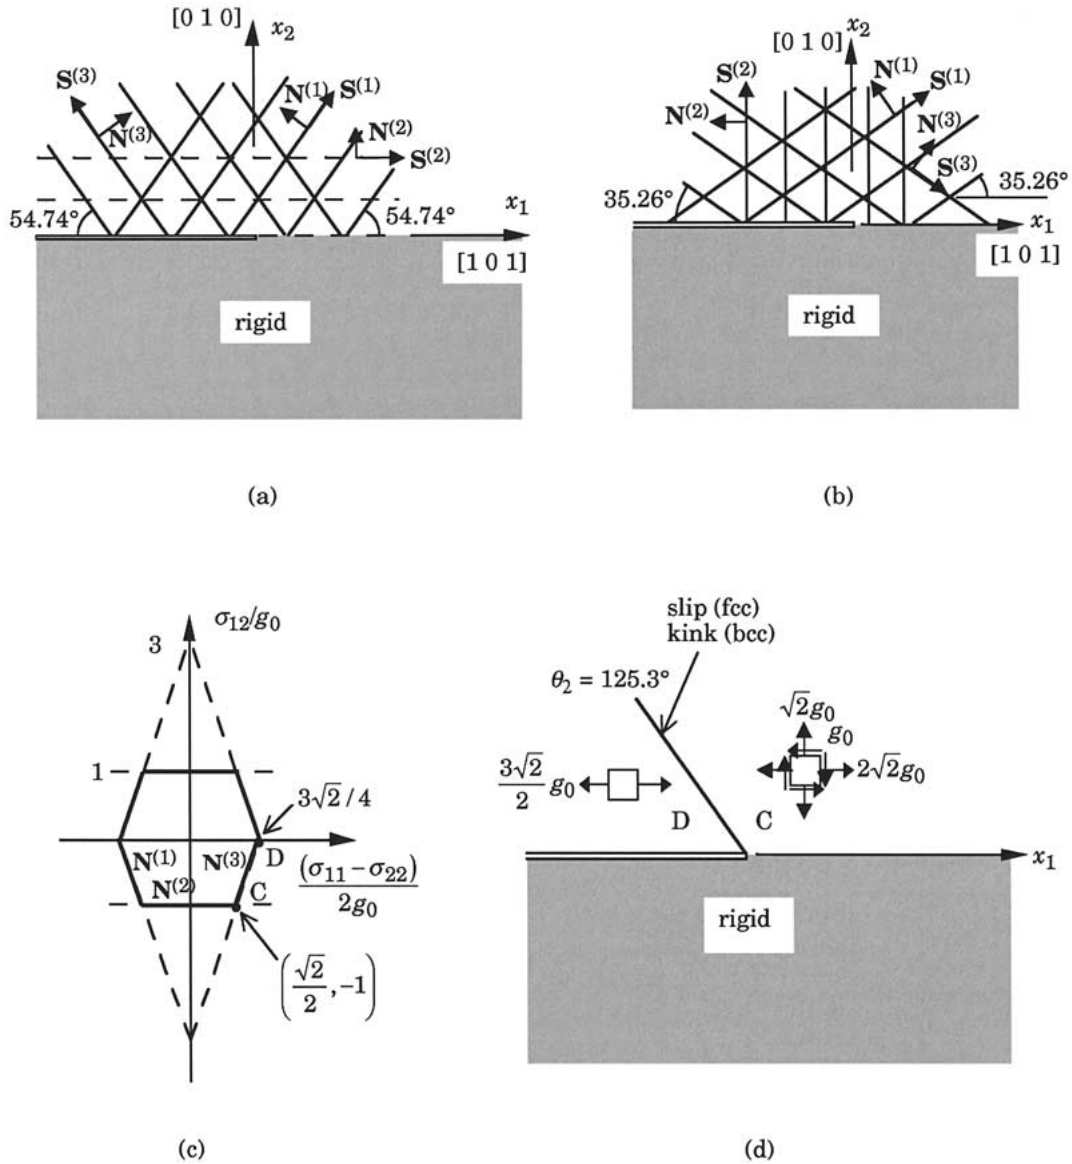 [0 1 0]
x₂
S⁽³⁾
N⁽³⁾
N⁽¹⁾
S⁽¹⁾
N⁽²⁾
S⁽²⁾
54.74°
54.74°
x₁
[1 0 1]
rigid
(a)
[0 1 0]
x₂
S⁽²⁾
N⁽²⁾
N⁽¹⁾
S⁽¹⁾
N⁽³⁾
S⁽³⁾
35.26°
35.26°
x₁
[1 0 1]
rigid
(b)
σ₁₂/g₀
3
1
3√2/4
N⁽¹⁾
N⁽³⁾
N⁽²⁾
D
C
(σ₁₁ − σ₂₂)
2g₀
(√2/2, −1)
(c)
slip (fcc)
kink (bcc)
θ₂ = 125.3°
√2g₀
g₀
3√2/2 g₀
2√2g₀
D
C
x₁
rigid
(d)